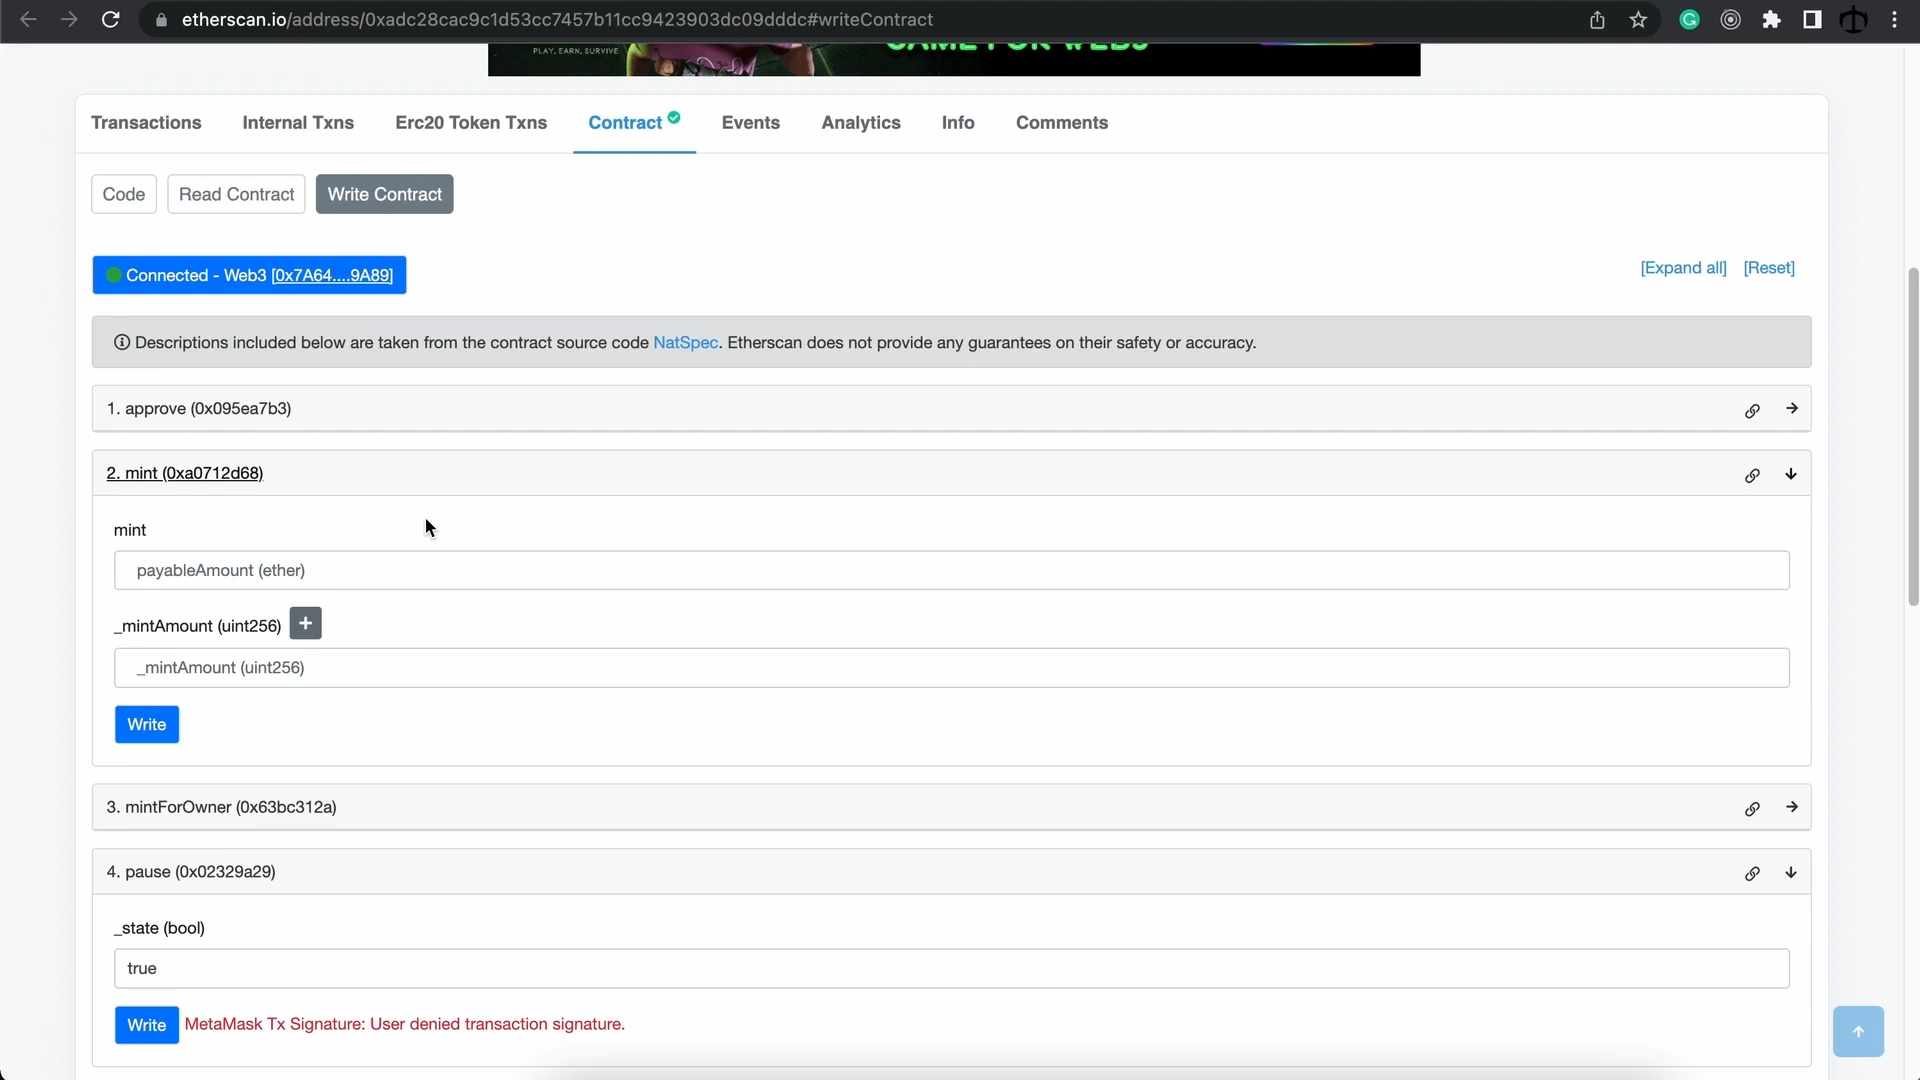 etherscan.io/address/0xadc28cac9c1d53cc7457b11cc9423903dc09dddc#writeContract
PLAY. EARN. SURVIVE
GAME FOR WEB3
Transactions Internal Txns Erc20 Token Txns Contract Events Analytics Info Comments
Code Read Contract Write Contract
Connected - Web3 [0x7A64....9A89]
[Expand all] [Reset]
Descriptions included below are taken from the contract source code NatSpec. Etherscan does not provide any guarantees on their safety or accuracy.
1. approve (0x095ea7b3)
2. mint (0xa0712d68)
mint
payableAmount (ether)
_mintAmount (uint256) +
_mintAmount (uint256)
Write
3. mintForOwner (0x63bc312a)
4. pause (0x02329a29)
_state (bool)
true
Write MetaMask Tx Signature: User denied transaction signature.